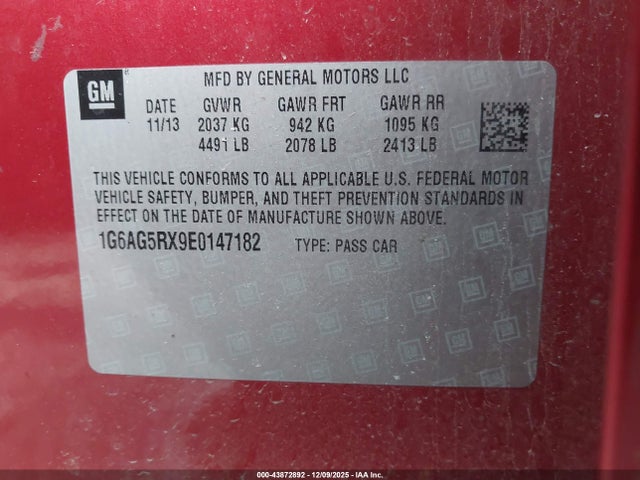 GM
MFD BY GENERAL MOTORS LLC
DATE GVWR GAWR FRT GAWR RR
11/13 2037 KG 942 KG 1095 KG
4491 LB 2078 LB 2413 LB
THIS VEHICLE CONFORMS TO ALL APPLICABLE U.S. FEDERAL MOTOR
VEHICLE SAFETY, BUMPER, AND THEFT PREVENTION STANDARDS IN
EFFECT ON THE DATE OF MANUFACTURE SHOWN ABOVE.
1G6AG5RX9E0147182 TYPE: PASS CAR
000-43872892 • 12/09/2025 • IAA Inc.